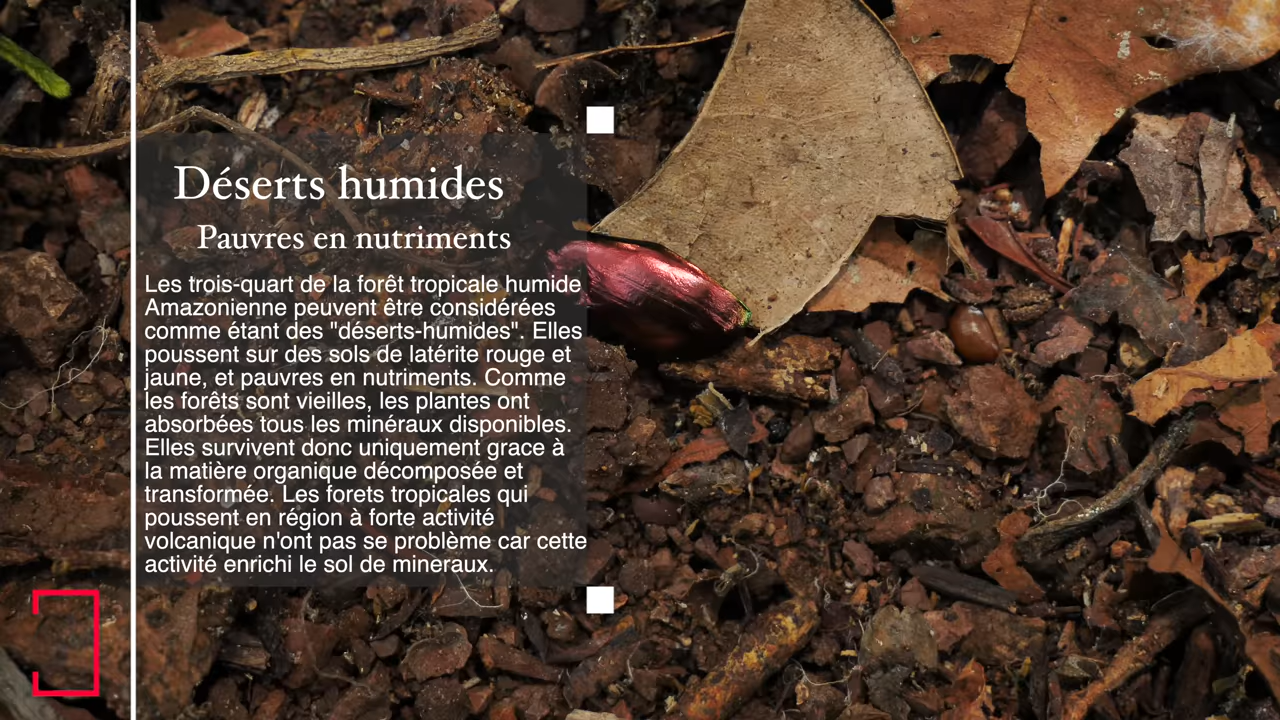 Déserts humides
Pauvres en nutriments
Les trois-quart de la forêt tropicale humide
Amazonienne peuvent être considérées
comme étant des "déserts-humides". Elles
poussent sur des sols de latérite rouge et
jaune, et pauvres en nutriments. Comme
les forêts sont vieilles, les plantes ont
absorbées tous les minéraux disponibles.
Elles survivent donc uniquement grace à
la matière organique décomposée et
transformée. Les forets tropicales qui
poussent en région à forte activité
volcanique n'ont pas se problème car cette
activité enrichi le sol de mineraux.